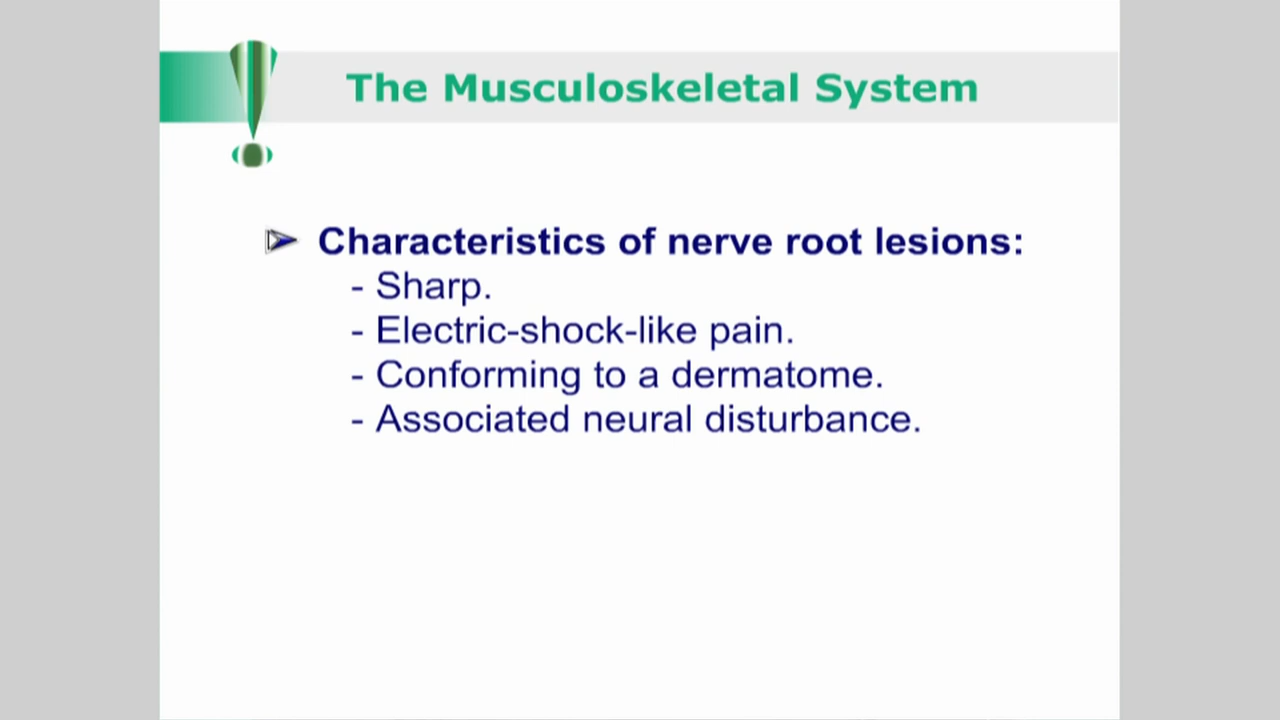 The Musculoskeletal System
Characteristics of nerve root lesions:
- Sharp.
- Electric-shock-like pain.
- Conforming to a dermatome.
- Associated neural disturbance.